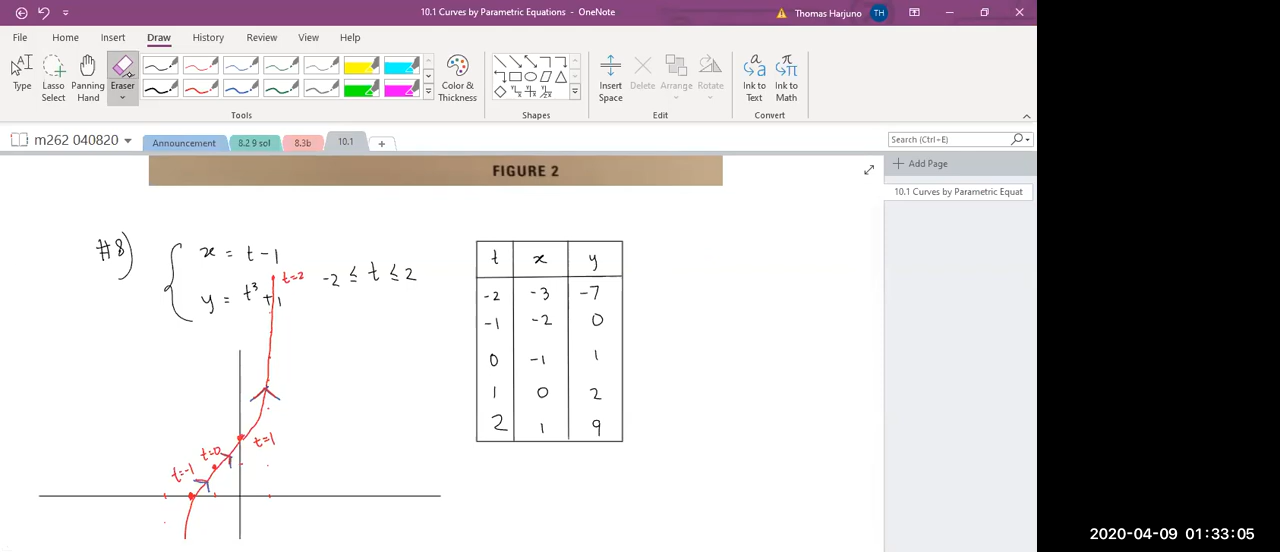 10.1 Curves by Parametric Equations - OneNote
Thomas Harjuno TH
File Home Insert Draw History Review View Help
Type Lasso Select Panning Hand Eraser Color & Thickness Insert Space Delete Arrange Rotate Ink to Text Ink to Math
Tools Shapes Edit Convert
m262 040820 Announcement 8.2 9 sol 8.3b 10.1 Search (Ctrl+E)
Add Page
10.1 Curves by Parametric Equat
FIGURE 2
#8)
x = t - 1
y = t³ + 1
-2 ≤ t ≤ 2
t=2
t=1
t=0
t=-1
t x y
-2 -3 -7
-1 -2 0
0 -1 1
1 0 2
2 1 9
2020-04-09 01:33:05